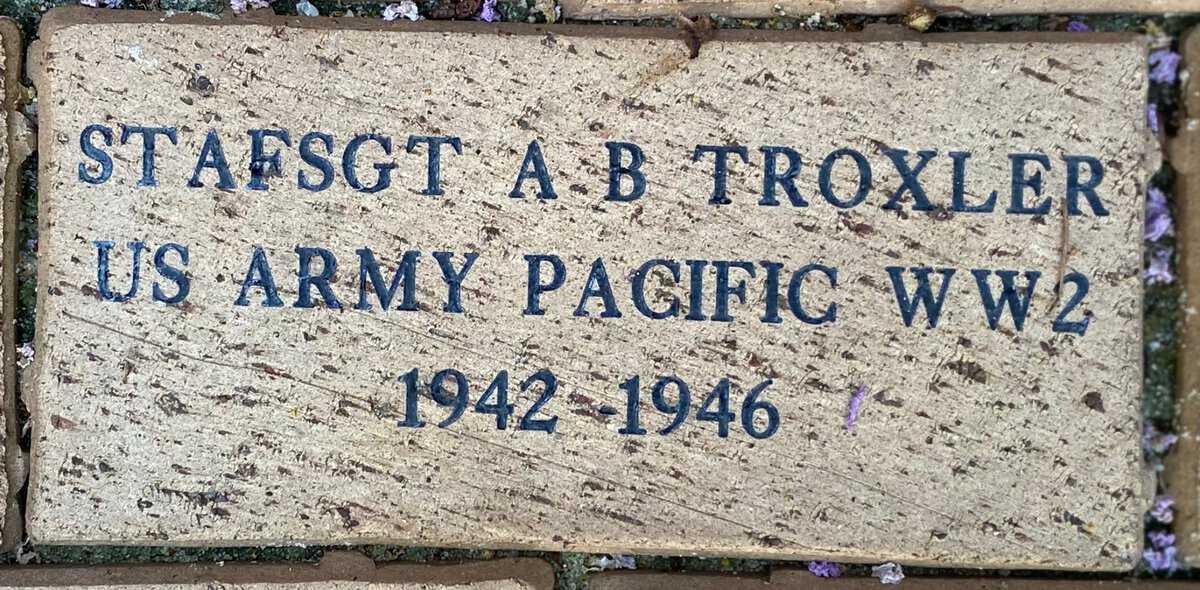 STAFSGT A B TROXLER
US ARMY PACIFIC WW2
1942 -1946